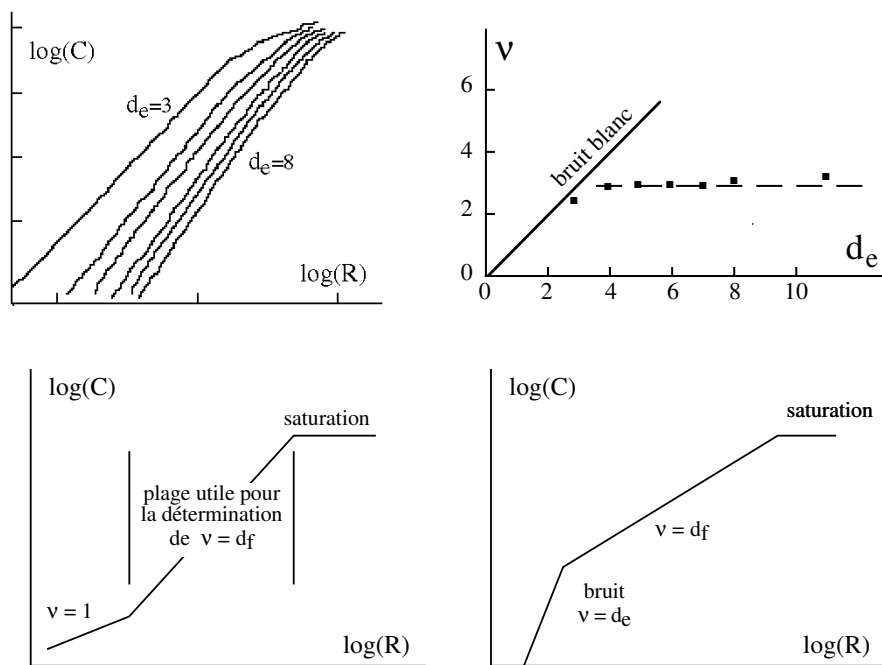 log(C)
d_e=3
d_e=8
log(R)
ν
6
4
2
0
bruit blanc
d_e
0
2
4
6
8
10
log(C)
saturation
plage utile pour
la détermination
de ν = d_f
ν = 1
log(R)
log(C)
saturation
ν = d_f
bruit
ν = d_e
log(R)